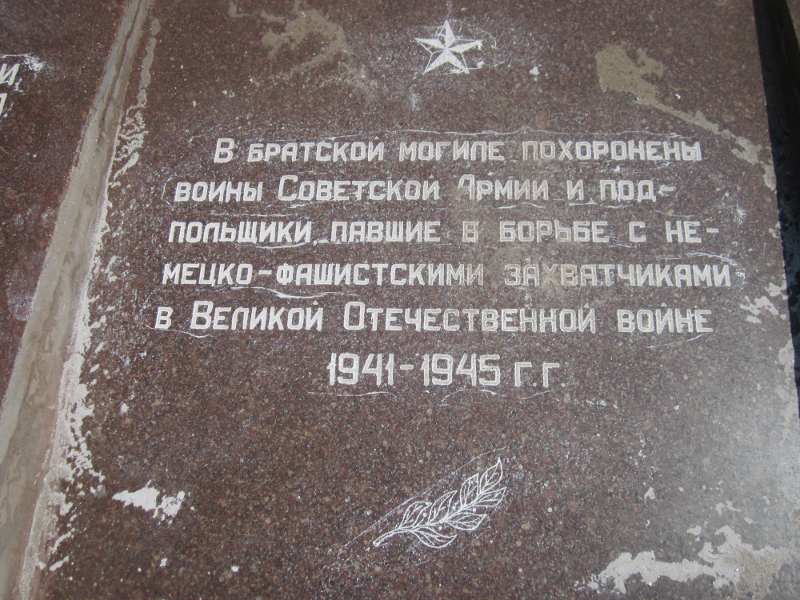 В БРАТСКОЙ МОГИЛЕ ПОХОРОНЕНЫ
ВОИНЫ СОВЕТСКОЙ АРМИИ И ПОД-
ПОЛЬЩИКИ, ПАВШИЕ В БОРЬБЕ С НЕ-
МЕЦКО-ФАШИСТСКИМИ ЗАХВАТЧИКАМИ
В ВЕЛИКОЙ ОТЕЧЕСТВЕННОЙ ВОЙНЕ
1941-1945 Г.Г.